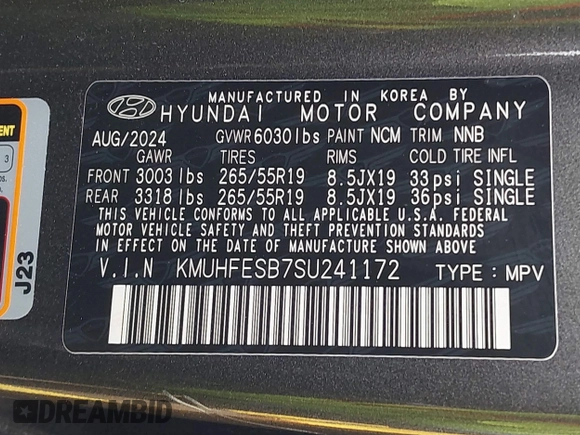 MANUFACTURED IN KOREA BY
HYUNDAI MOTOR COMPANY
AUG/2024 GVWR 6030lbs PAINT NCM TRIM NNB
GAWR TIRES RIMS COLD TIRE INFL
FRONT 3003 lbs 265/55R19 8.5JX19 33psi SINGLE
REAR 3318 lbs 265/55R19 8.5JX19 36psi SINGLE
THIS VEHICLE CONFORMS TO ALL APPLICABLE U.S.A. FEDERAL
MOTOR VEHICLE SAFETY, BUMPER, AND THEFT PREVENTION STANDARDS
IN EFFECT ON THE DATE OF MANUFACTURE SHOWN ABOVE.
V.I.N KMUHFESB7SU241172 TYPE : MPV
3
J23
DREAMBID